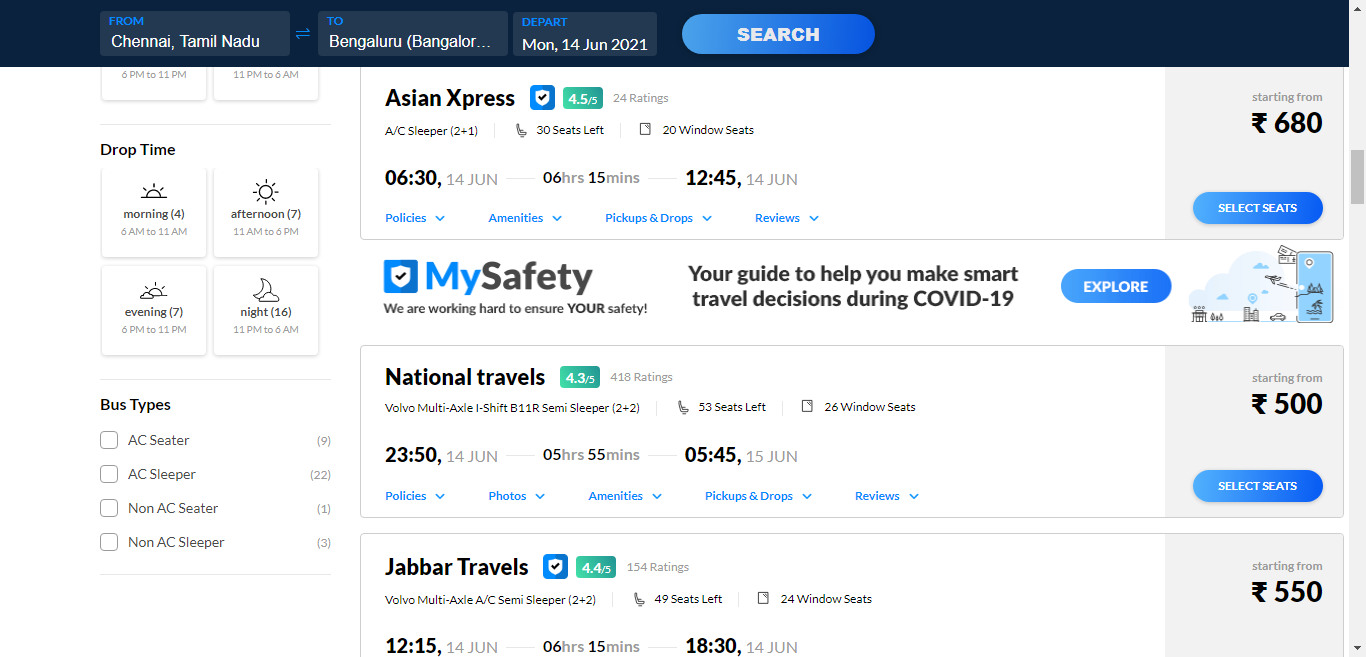 FROM
Chennai, Tamil Nadu
TO
Bengaluru (Bangalor...
DEPART
Mon, 14 Jun 2021
SEARCH
6 PM to 11 PM
11 PM to 6 AM
Drop Time
morning (4)
6 AM to 11 AM
afternoon (7)
11 AM to 6 PM
evening (7)
6 PM to 11 PM
night (16)
11 PM to 6 AM
Bus Types
AC Seater (9)
AC Sleeper (22)
Non AC Seater (1)
Non AC Sleeper (3)
Asian Xpress 4.5/5 24 Ratings
A/C Sleeper (2+1) 30 Seats Left 20 Window Seats
06:30, 14 JUN 06hrs 15mins 12:45, 14 JUN
Policies Amenities Pickups & Drops Reviews
starting from
₹ 680
SELECT SEATS
MySafety
We are working hard to ensure YOUR safety!
Your guide to help you make smart
travel decisions during COVID-19
EXPLORE
National travels 4.3/5 418 Ratings
Volvo Multi-Axle I-Shift B11R Semi Sleeper (2+2) 53 Seats Left 26 Window Seats
23:50, 14 JUN 05hrs 55mins 05:45, 15 JUN
Policies Photos Amenities Pickups & Drops Reviews
starting from
₹ 500
SELECT SEATS
Jabbar Travels 4.4/5 154 Ratings
Volvo Multi-Axle A/C Semi Sleeper (2+2) 49 Seats Left 24 Window Seats
12:15, 14 JUN 06hrs 15mins 18:30, 14 JUN
starting from
₹ 550